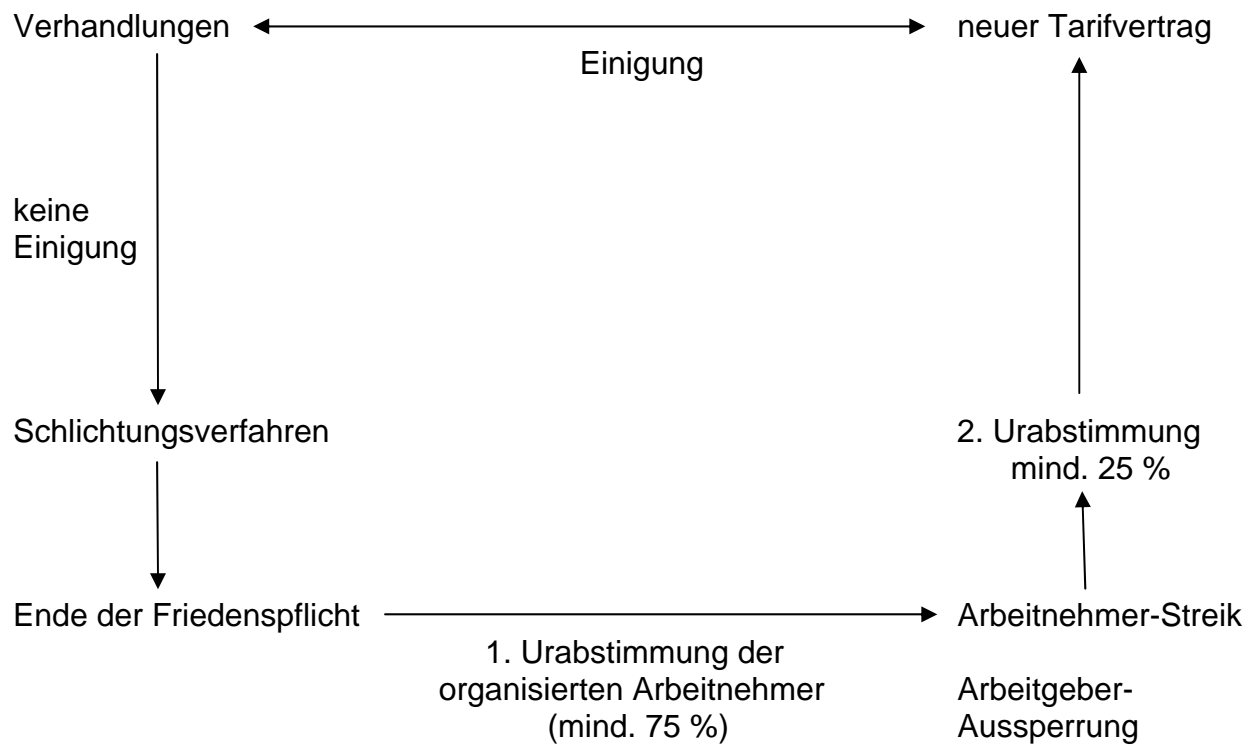 Verhandlungen
neuer Tarifvertrag
Einigung
keine
Einigung
Schlichtungsverfahren
2. Urabstimmung
mind. 25 %
Ende der Friedenspflicht
Arbeitnehmer-Streik
1. Urabstimmung der
organisierten Arbeitnehmer
(mind. 75 %)
Arbeitgeber-
Aussperrung